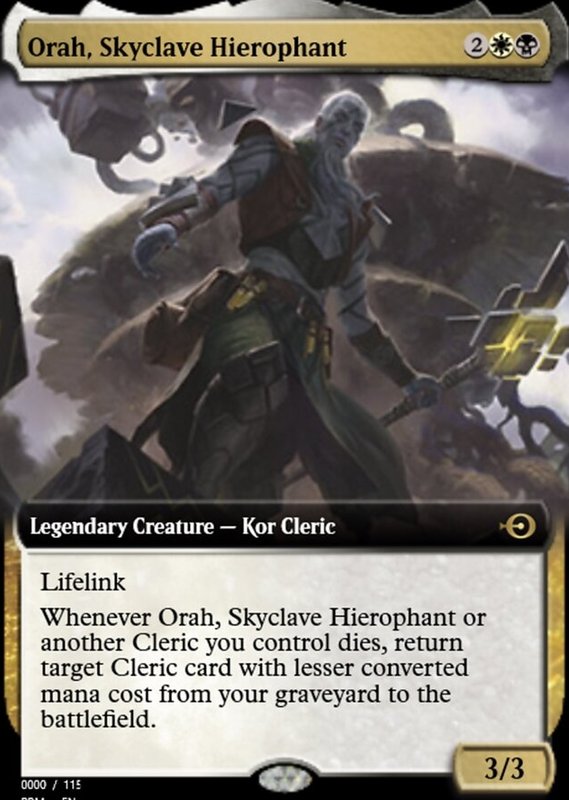 Orah, Skyclave Hierophant 2
Legendary Creature — Kor Cleric
Lifelink
Whenever Orah, Skyclave Hierophant or
another Cleric you control dies, return
target Cleric card with lesser converted
mana cost from your graveyard to the
battlefield.
3/3
0000 / 115